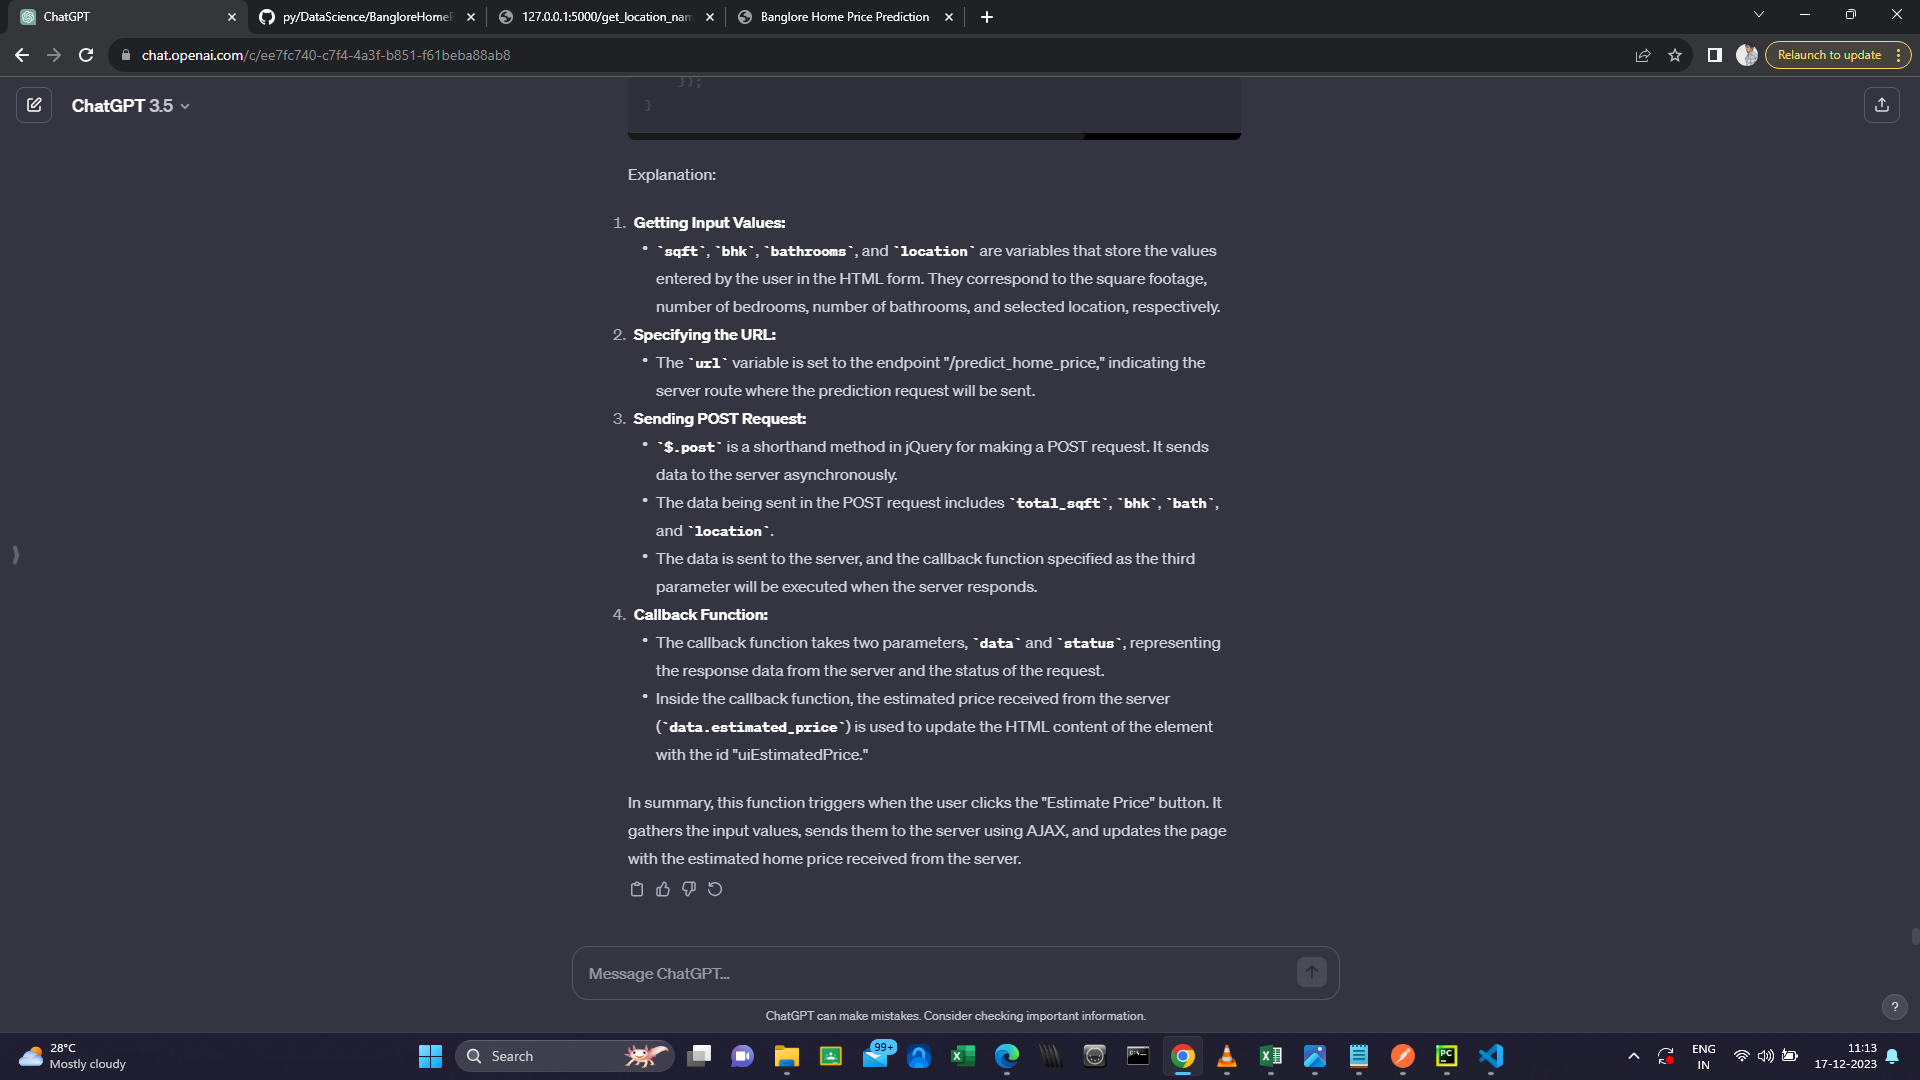 ChatGPT
py/DataScience/BangloreHomeP
127.0.0.1:5000/get_location_nam
Banglore Home Price Prediction
chat.openai.com/c/ee7fc740-c7f4-4a3f-b851-f61beba88ab8
Relaunch to update
ChatGPT 3.5
});
}
Explanation:
1. Getting Input Values:
• `sqft`, `bhk`, `bathrooms`, and `location` are variables that store the values
entered by the user in the HTML form. They correspond to the square footage,
number of bedrooms, number of bathrooms, and selected location, respectively.
2. Specifying the URL:
• The `url` variable is set to the endpoint "/predict_home_price," indicating the
server route where the prediction request will be sent.
3. Sending POST Request:
• `$.post` is a shorthand method in jQuery for making a POST request. It sends
data to the server asynchronously.
• The data being sent in the POST request includes `total_sqft`, `bhk`, `bath`,
and `location`.
• The data is sent to the server, and the callback function specified as the third
parameter will be executed when the server responds.
4. Callback Function:
• The callback function takes two parameters, `data` and `status`, representing
the response data from the server and the status of the request.
• Inside the callback function, the estimated price received from the server
(`data.estimated_price`) is used to update the HTML content of the element
with the id "uiEstimatedPrice."
In summary, this function triggers when the user clicks the "Estimate Price" button. It
gathers the input values, sends them to the server using AJAX, and updates the page
with the estimated home price received from the server.
Message ChatGPT...
ChatGPT can make mistakes. Consider checking important information.
?
28°C
Mostly cloudy
Search
99+
PC
ENG
IN
11:13
17-12-2023